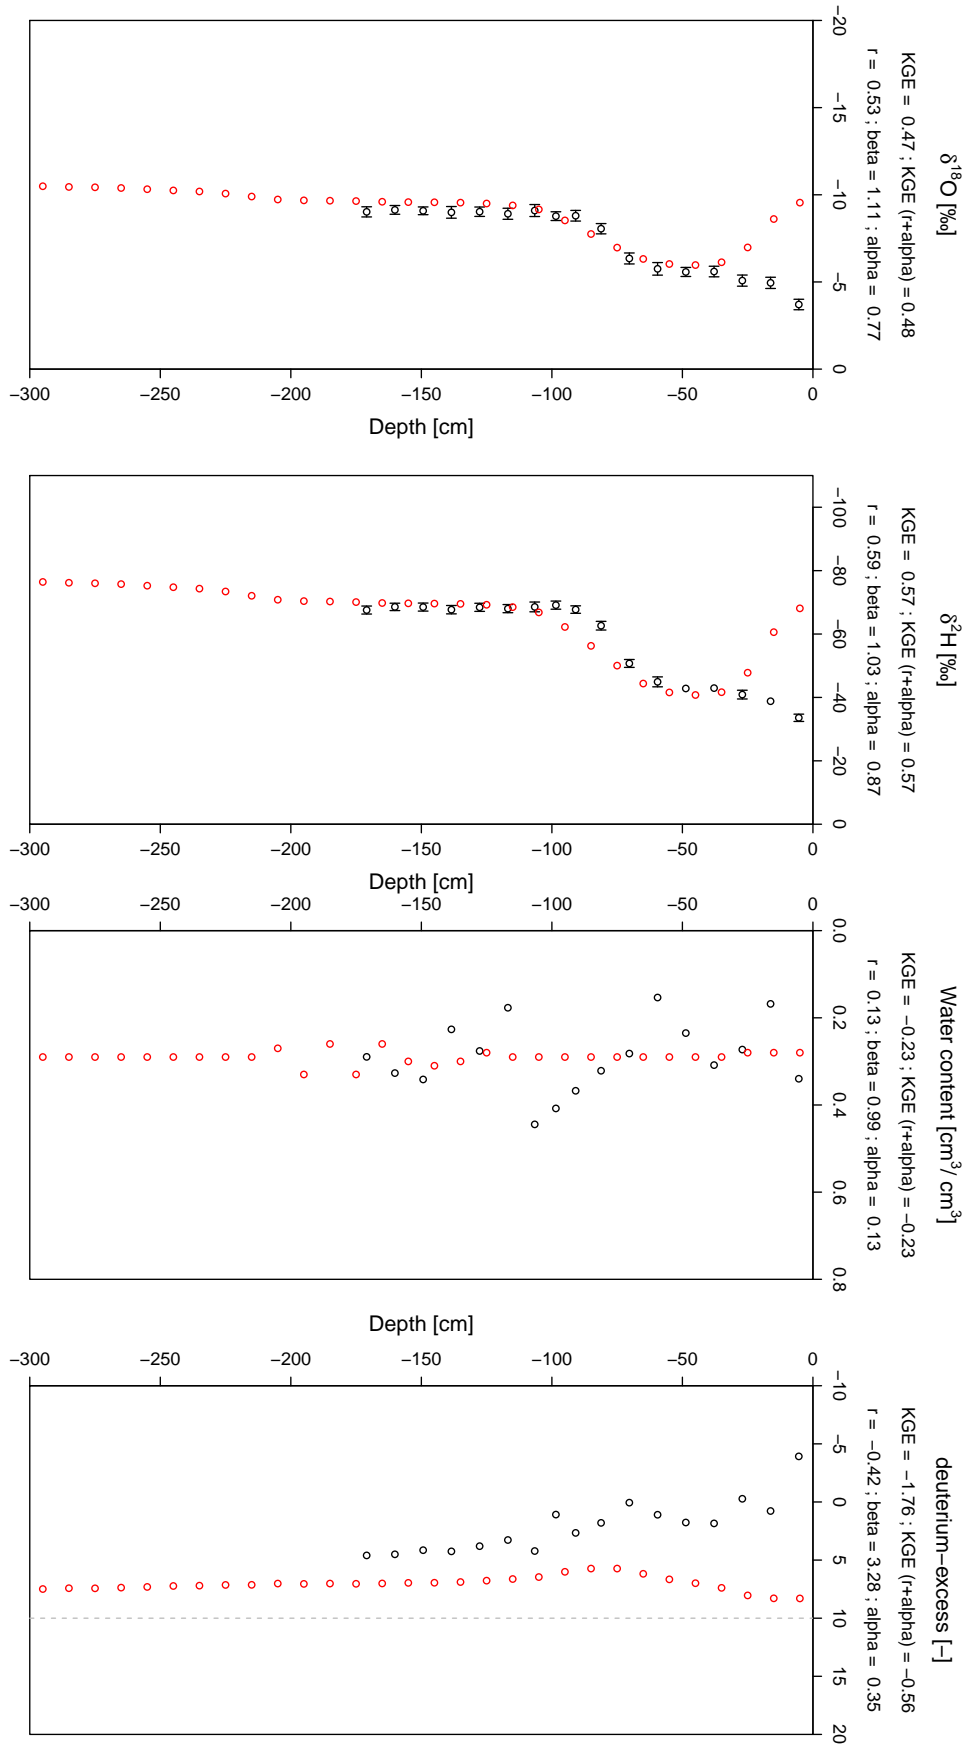 δ18O [‰]
KGE = 0.47 ; KGE (r+alpha) = 0.48
r = 0.53 ; beta = 1.11 ; alpha = 0.77
−20 −15 −10 −5 0
−300 −250 −200 −150 −100 −50 0
Depth [cm]
δ2H [‰]
KGE = 0.57 ; KGE (r+alpha) = 0.57
r = 0.59 ; beta = 1.03 ; alpha = 0.87
−100 −80 −60 −40 −20 0
−300 −250 −200 −150 −100 −50 0
Depth [cm]
−300 −250 −200 −150 −100 −50 0
Water content [cm3/ cm3]
KGE = −0.23 ; KGE (r+alpha) = −0.23
r = 0.13 ; beta = 0.99 ; alpha = 0.13
0.0 0.2 0.4 0.6 0.8
Depth [cm]
−300 −250 −200 −150 −100 −50 0
deuterium−excess [−]
KGE = −1.76 ; KGE (r+alpha) = −0.56
r = −0.42 ; beta = 3.28 ; alpha = 0.35
−10 −5 0 5 10 15 20